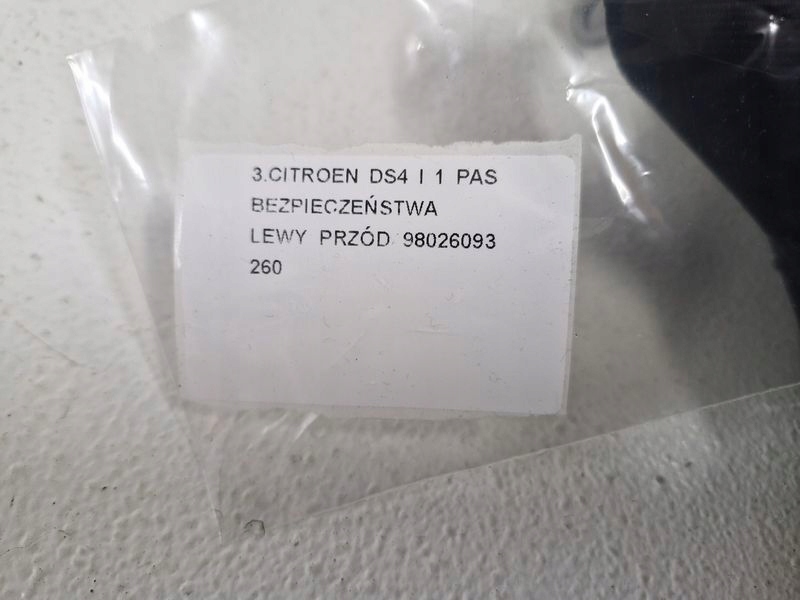 3.CITROEN DS4 I 1 PAS
BEZPIECZEŃSTWA
LEWY PRZÓD 98026093
260